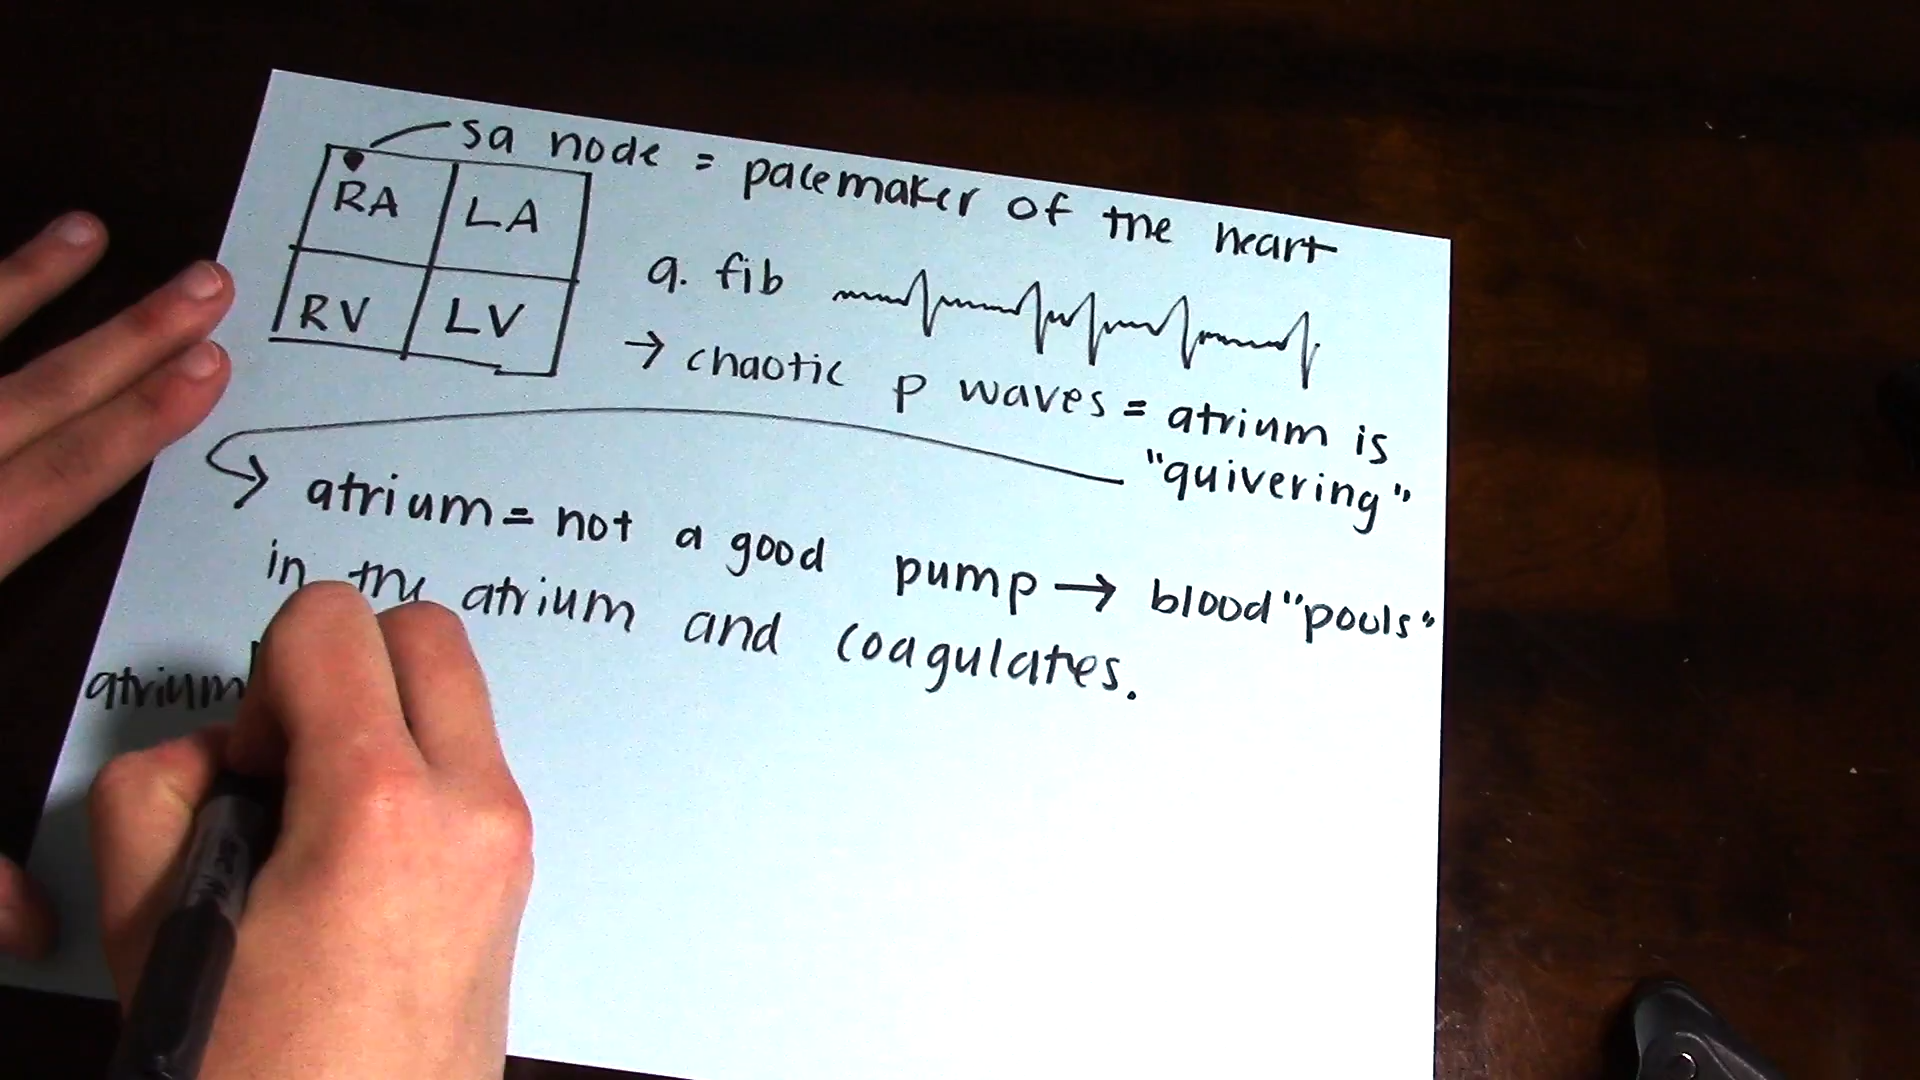 sa node = pacemaker of the heart
RA LA
RV LV
a. fib
→ chaotic p waves = atrium is
"quivering"
atrium = not a good pump → blood "pools"
in the atrium and coagulates.
atrium